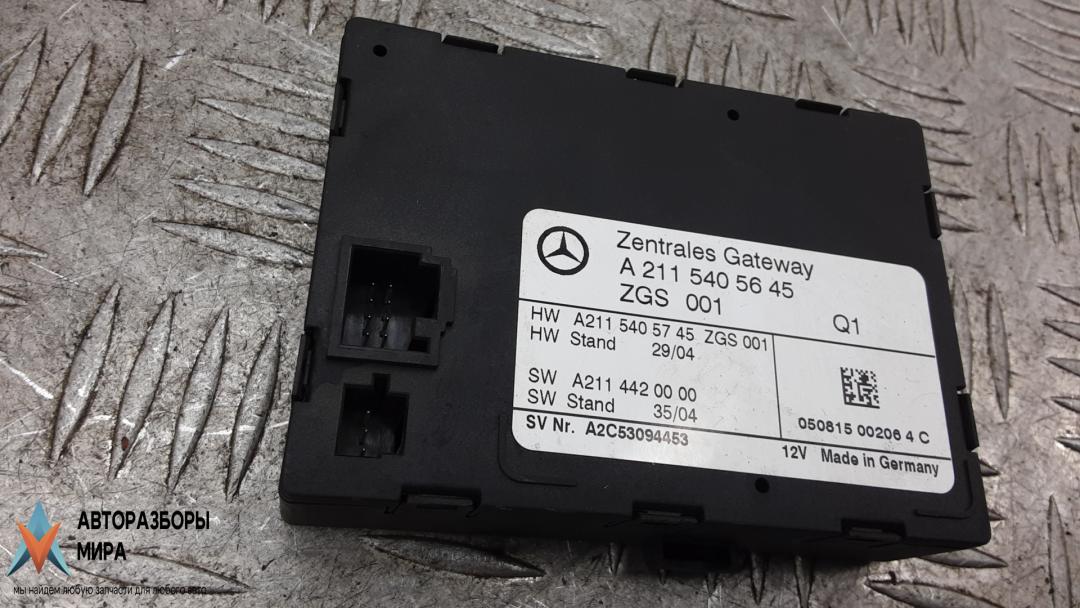 Zentrales Gateway
A 211 540 56 45
ZGS 001
Q1
HW A211 540 57 45 ZGS 001
HW Stand 29/04
SW A211 442 00 00
SW Stand 35/04
050815 00206 4 C
SV Nr. A2C53094453
12V Made in Germany
АВТОРАЗБОРЫ
МИРА
мы найдем любую запчасти для любого авто